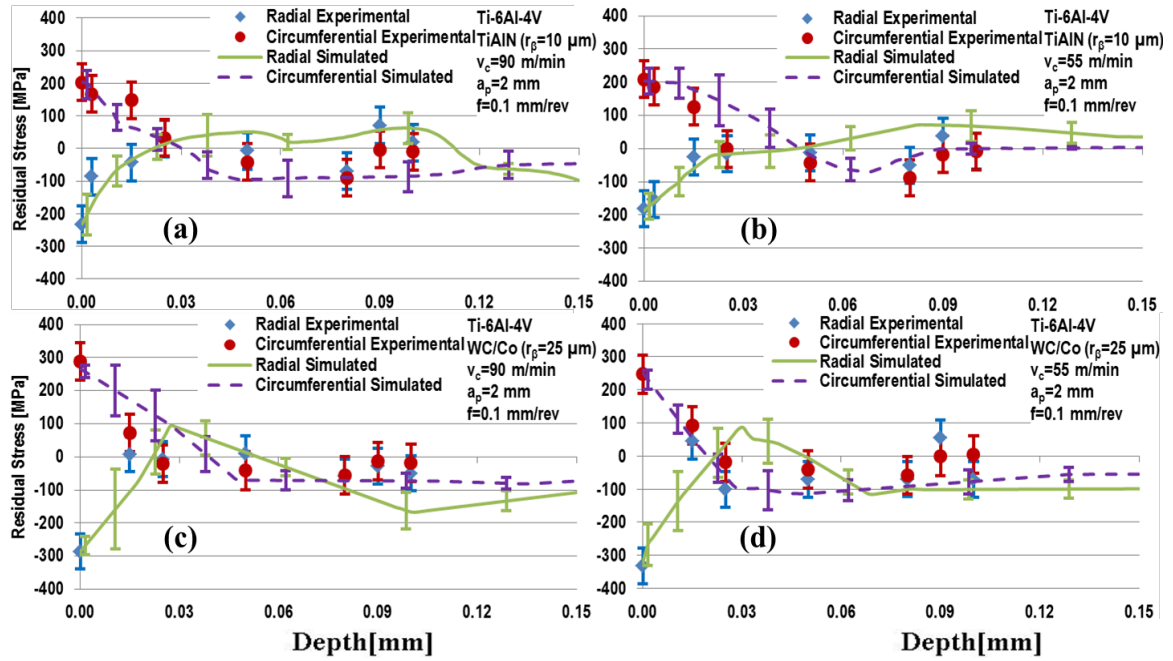 Radial Experimental
Circumferential Experimental
Radial Simulated
Circumferential Simulated
Ti-6Al-4V
TiAlN (rβ=10 µm)
vc=90 m/min
ap=2 mm
f=0.1 mm/rev
Residual Stress [MPa]
400
300
200
100
0
-100
-200
-300
-400
(a)
0.00
0.03
0.06
0.09
0.12
0.15
Radial Experimental
Circumferential Experimental
Radial Simulated
Circumferential Simulated
Ti-6Al-4V
TiAlN (rβ=10 µm)
vc=55 m/min
ap=2 mm
f=0.1 mm/rev
400
300
200
100
0
-100
-200
-300
-400
(b)
0.00
0.03
0.06
0.09
0.12
0.15
Radial Experimental
Circumferential Experimental
Radial Simulated
Circumferential Simulated
Ti-6Al-4V
WC/Co (rβ=25 µm)
vc=90 m/min
ap=2 mm
f=0.1 mm/rev
Residual Stress [MPa]
400
300
200
100
0
-100
-200
-300
-400
(c)
0.00
0.03
0.06
0.09
0.12
0.15
Depth[mm]
Radial Experimental
Circumferential Experimental
Radial Simulated
Circumferential Simulated
Ti-6Al-4V
WC/Co (rβ=25 µm)
vc=55 m/min
ap=2 mm
f=0.1 mm/rev
400
300
200
100
0
-100
-200
-300
-400
(d)
0.00
0.03
0.06
0.09
0.12
0.15
Depth[mm]